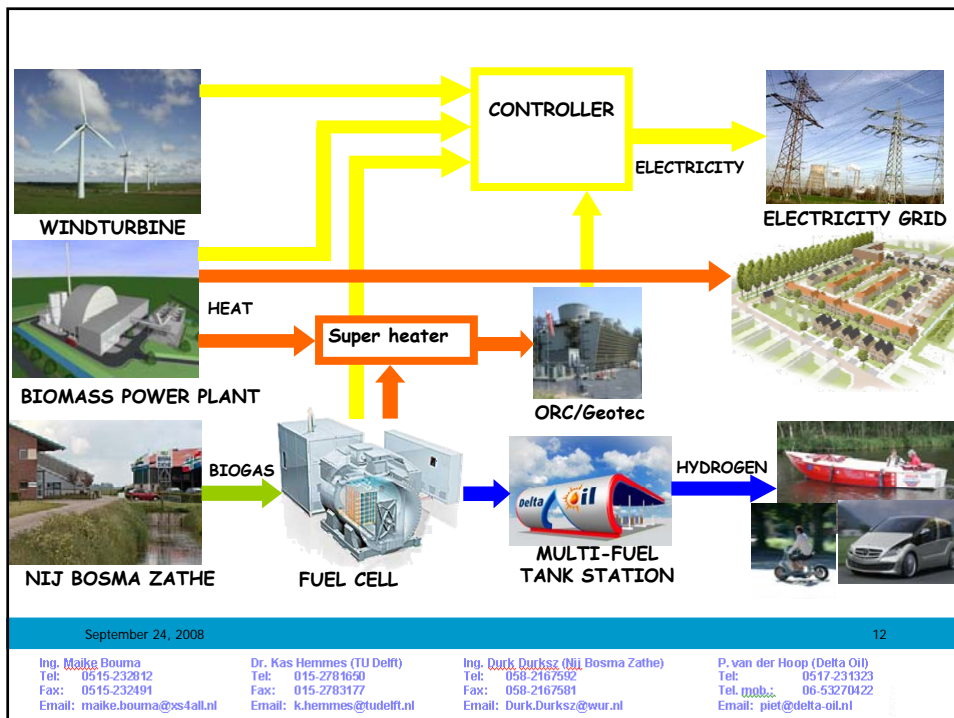 CONTROLLER
ELECTRICITY
WINDTURBINE
ELECTRICITY GRID
HEAT
Super heater
BIOMASS POWER PLANT
ORC/Geotec
BIOGAS
Delta Oil
HYDROGEN
NIJ BOSMA ZATHE
FUEL CELL
MULTI-FUEL
TANK STATION
September 24, 2008
12
Ing. Maike Bouma
Tel: 0515-232812
Fax: 0515-232491
Email: maike.bouma@xs4all.nl
Dr. Kas Hemmes (TU Delft)
Tel: 015-2781650
Fax: 015-2783177
Email: k.hemmes@tudelft.nl
Ing. Durk Durksz (Nij Bosma Zathe)
Tel: 058-2167592
Fax: 058-2167581
Email: Durk.Durksz@wur.nl
P. van der Hoop (Delta Oil)
Tel: 0517-231323
Tel. mob.: 06-53270422
Email: piet@delta-oil.nl